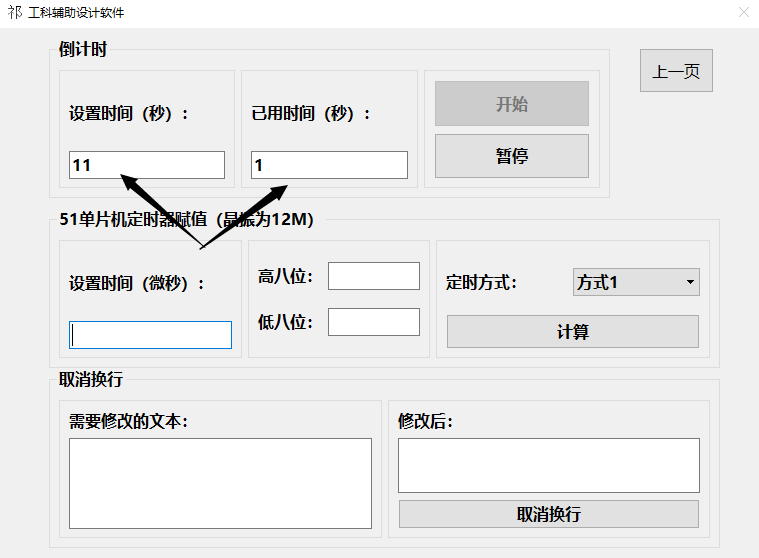 祁 工科辅助设计软件
倒计时
上一页
设置时间（秒）：
已用时间（秒）：
开始
11
1
暂停
51单片机定时器赋值（晶振为12M）
设置时间（微秒）：
高八位：
定时方式：
方式1
低八位：
计算
取消换行
需要修改的文本：
修改后：
取消换行